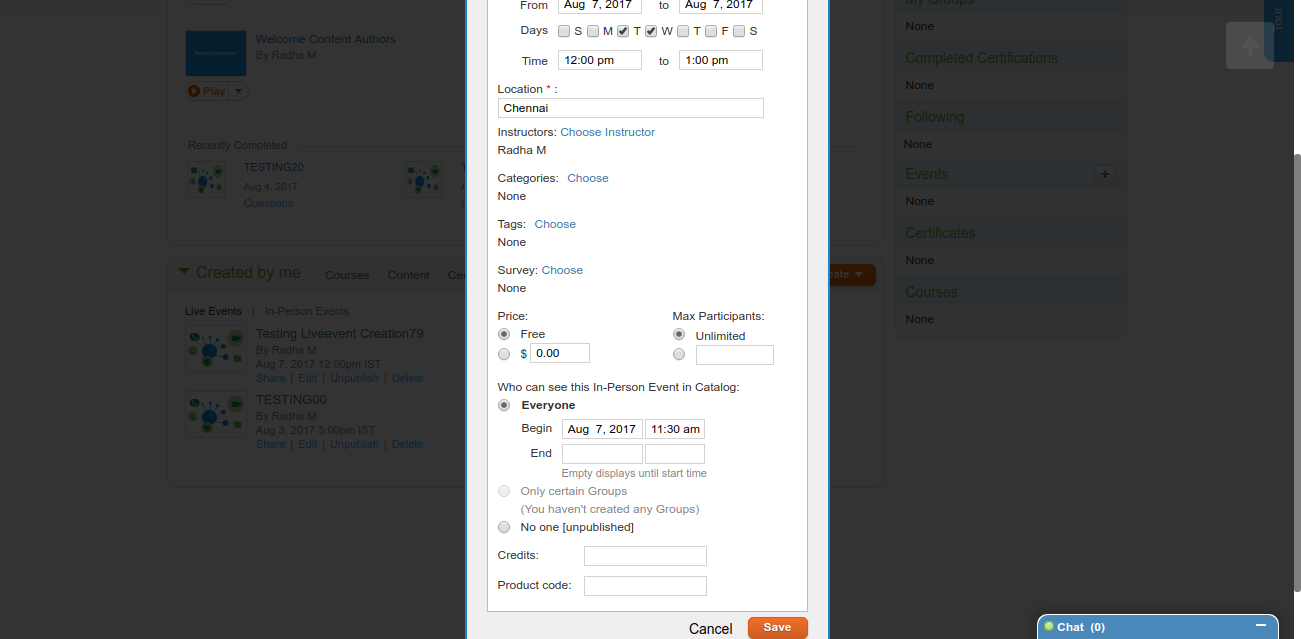 From Aug 7, 2017 to Aug 7, 2017
Days S M T W T F S
Time 12:00 pm to 1:00 pm
Location * :
Chennai
Instructors: Choose Instructor
Radha M
Categories: Choose
None
Tags: Choose
None
Survey: Choose
None
Price: Max Participants:
Free Unlimited
$ 0.00
Who can see this In-Person Event in Catalog:
Everyone
Begin Aug 7, 2017 11:30 am
End
Empty displays until start time
Only certain Groups
(You haven't created any Groups)
No one [unpublished]
Credits:
Product code:
Cancel Save
Welcome Content Authors
By Radha M
Play
Recently Completed
TESTING20
Aug 4, 2017
Questions
Created by me Courses Content
Live Events | In-Person Events
Testing Liveevent Creation79
By Radha M
Aug 7, 2017 12:00pm IST
Share | Edit | Unpublish | Delete
TESTING00
By Radha M
Aug 3, 2017 5:00pm IST
Share | Edit | Unpublish | Delete
My Groups
None
Completed Certifications
None
Following
None
Events +
None
Certificates
None
Courses
None
Tour
Chat (0)